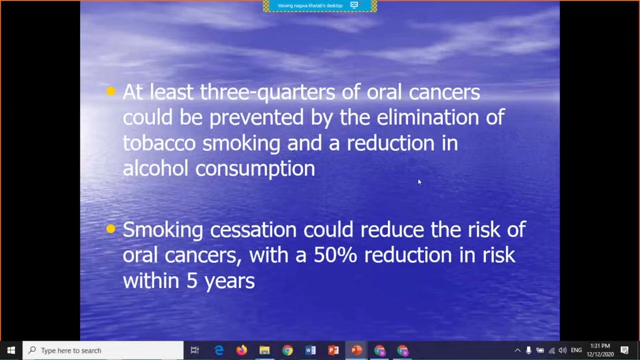 Viewing nagwa khattab's desktop
At least three-quarters of oral cancers
could be prevented by the elimination of
tobacco smoking and a reduction in
alcohol consumption
Smoking cessation could reduce the risk of
oral cancers, with a 50% reduction in risk
within 5 years
Type here to search
ENG
1:31 PM
12/12/2020